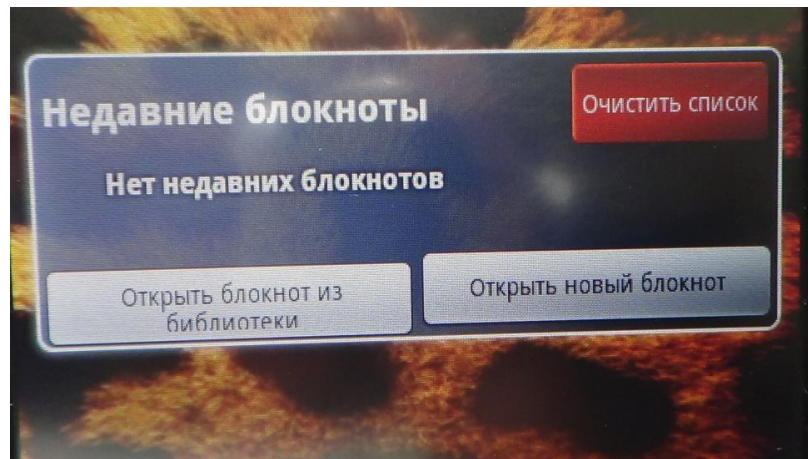 Недавние блокноты
Очистить список
Нет недавних блокнотов
Открыть блокнот из
библиотеки
Открыть новый блокнот